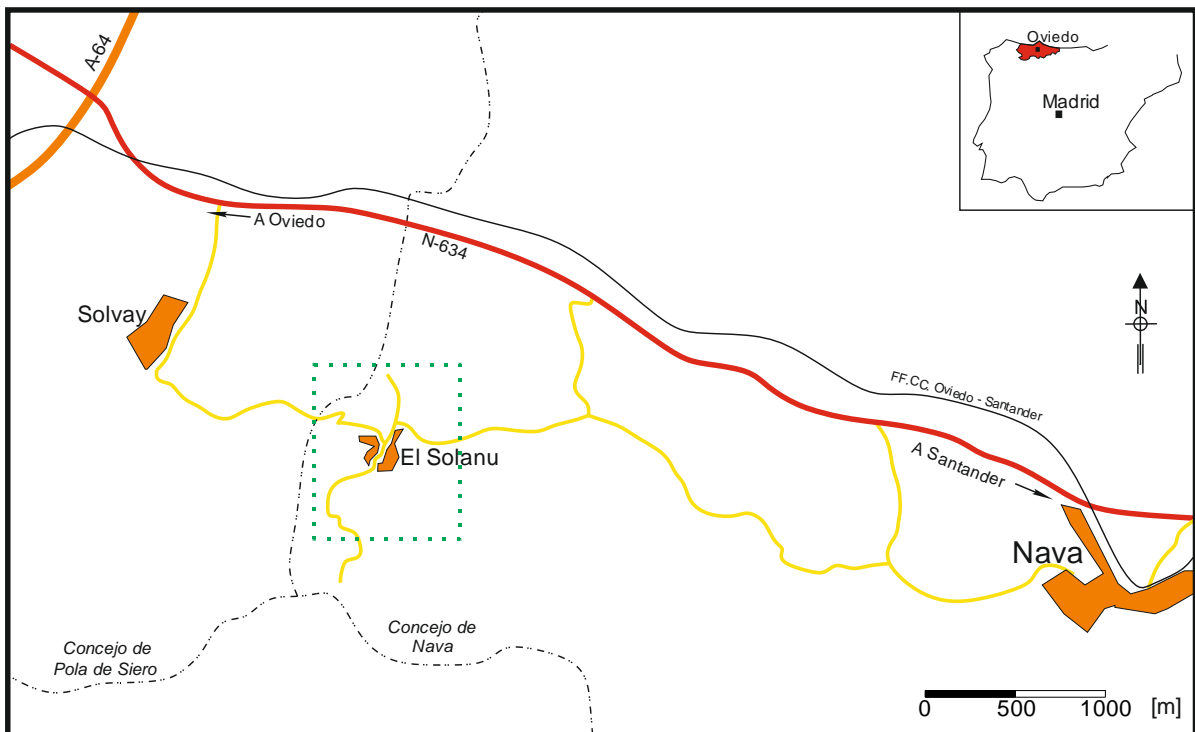 A-64
Oviedo
Madrid
A Oviedo
N-634
N
Solvay
FF.CC. Oviedo - Santander
El Solanu
A Santander
Nava
Concejo de
Nava
Concejo de
Pola de Siero
0 500 1000 [m]